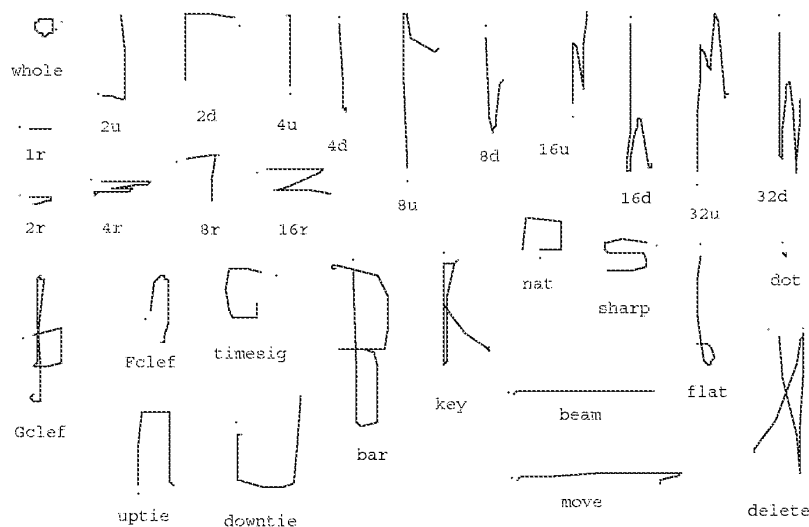 whole
2u
2d
4u
4d
8u
8d
16u
16d
32u
32d
1r
2r
4r
8r
16r
nat
sharp
flat
dot
Gclef
Fclef
timesig
bar
key
beam
uptie
downtie
move
delete